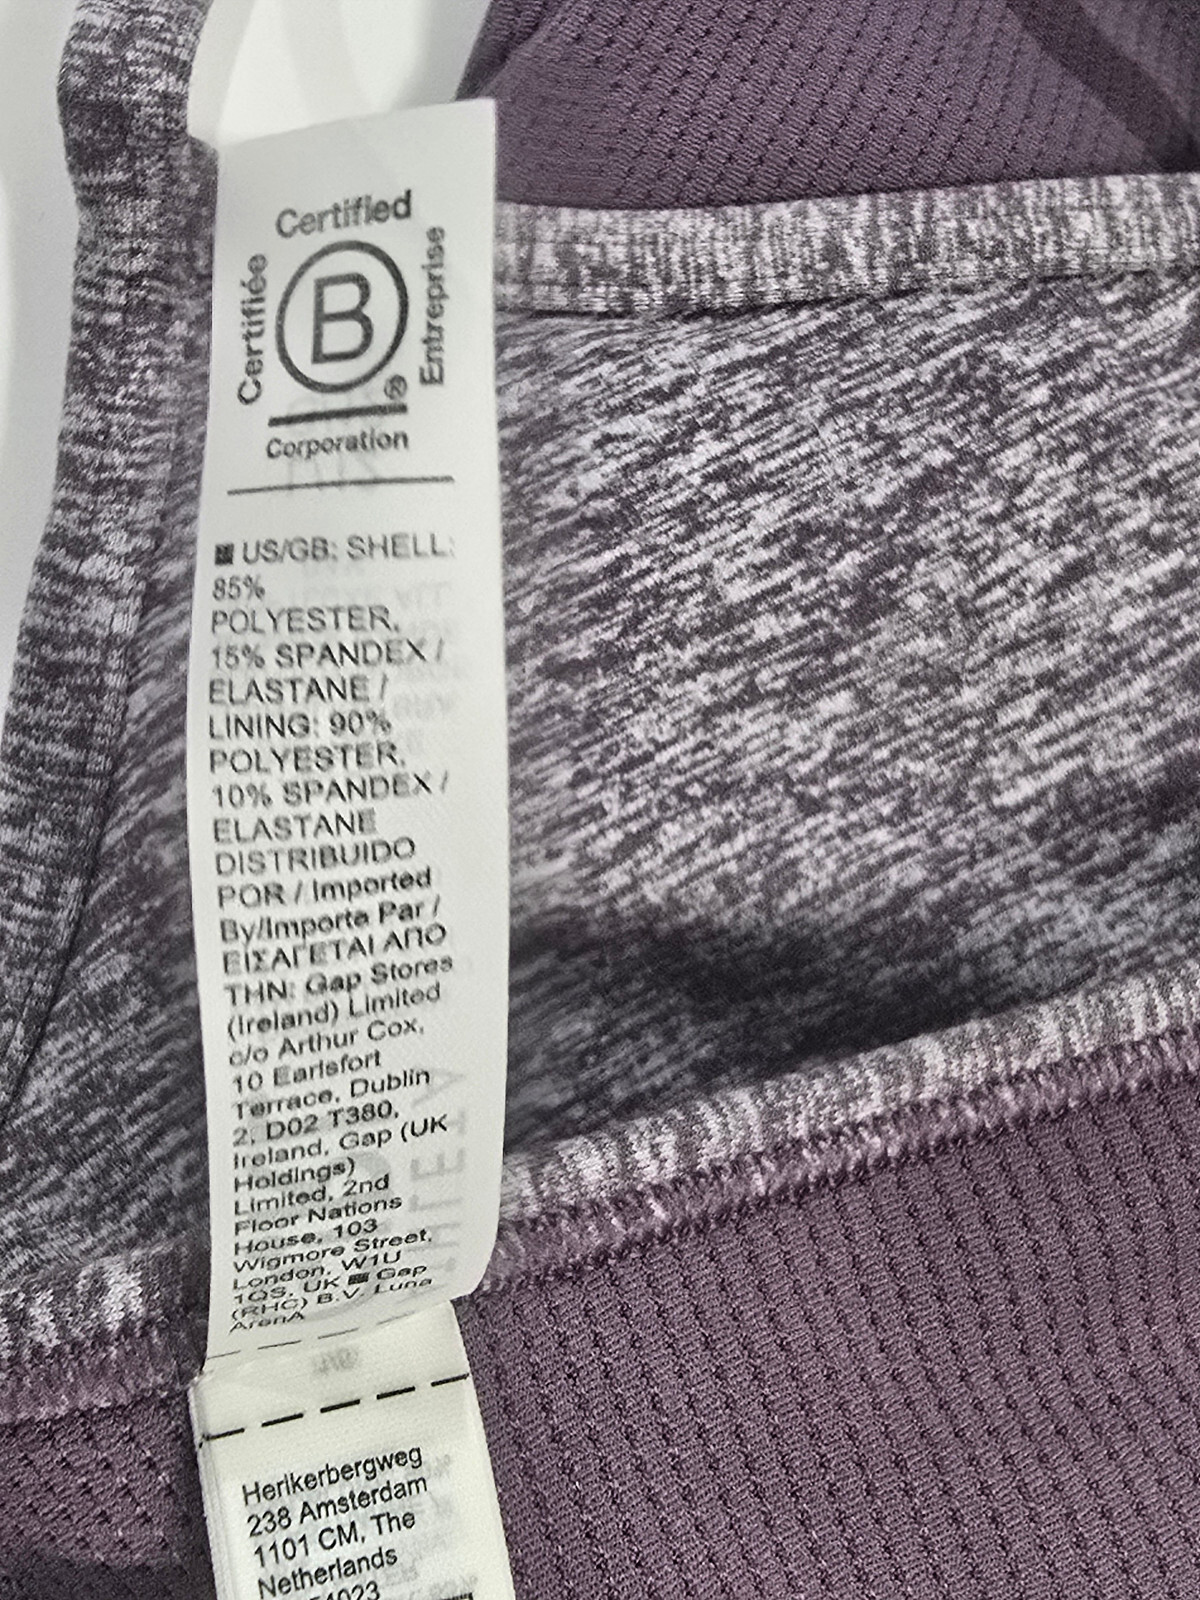 Certified
Certifiée
B
®
Entreprise
Corporation
US/GB: SHELL:
85%
POLYESTER,
15% SPANDEX /
ELASTANE /
LINING: 90%
POLYESTER,
10% SPANDEX /
ELASTANE
DISTRIBUIDO
POR / Imported
By/Importe Par /
ΕΙΣΑΓΕΤΑΙ ΑΠΟ
ΤΗΝ: Gap Stores
(Ireland) Limited
c/o Arthur Cox,
10 Earlsfort
Terrace, Dublin
2, D02 T380,
Ireland, Gap (UK
Holdings)
Limited, 2nd
Floor Nations
House, 103
Wigmore Street,
London, W1U
1QS, UK Gap
(RHC) B.V. Luna
ArenA
Herikerbergweg
238 Amsterdam
1101 CM, The
Netherlands